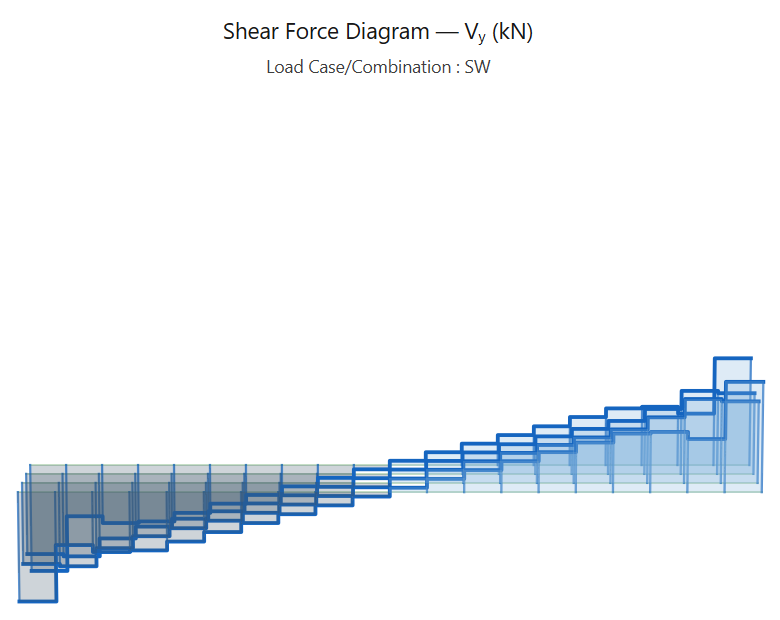 Shear Force Diagram — Vy (kN)
Load Case/Combination : SW